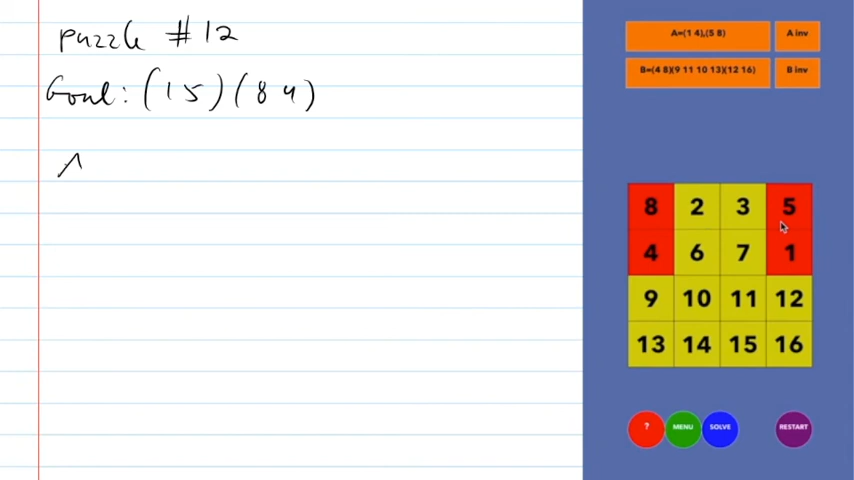 puzzle #12
Goal: (1 5)(8 4)
A
A=(1 4),(5 8)
A inv
B=(4 8)(9 11 10 13)(12 16)
B inv
8 2 3 5
4 6 7 1
9 10 11 12
13 14 15 16
?
MENU
SOLVE
RESTART